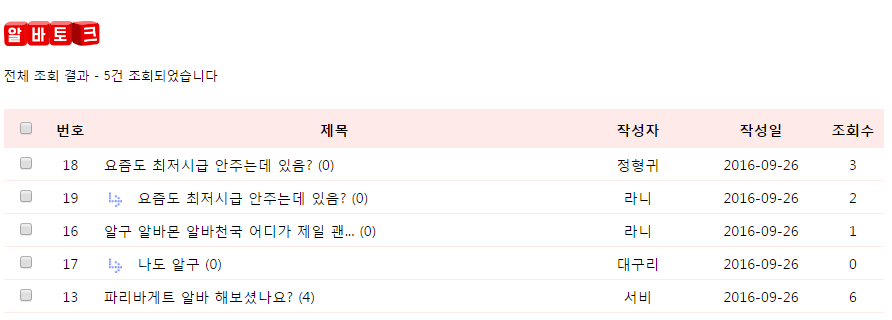 알바토크
전체 조회 결과 - 5건 조회되었습니다
번호 제목 작성자 작성일 조회수
18 요즘도 최저시급 안주는데 있음? (0) 정형귀 2016-09-26 3
19 요즘도 최저시급 안주는데 있음? (0) 라니 2016-09-26 2
16 알구 알바몬 알바천국 어디가 제일 괜... (0) 라니 2016-09-26 1
17 나도 알구 (0) 대구리 2016-09-26 0
13 파리바게트 알바 해보셨나요? (4) 서비 2016-09-26 6